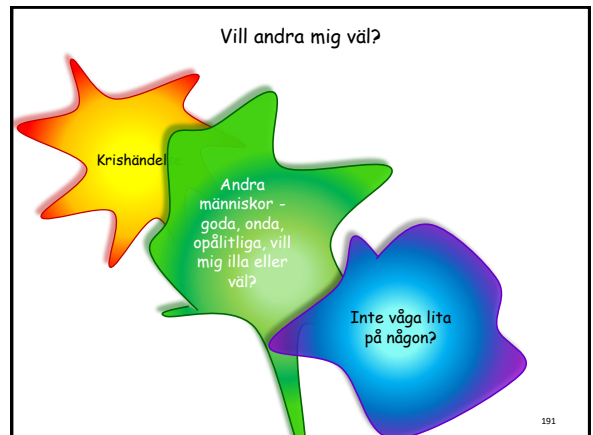 Vill andra mig väl?
Krishändel
Andra
människor -
goda, onda,
opålitliga, vill
mig illa eller
väl?
Inte våga lita
på någon?
191